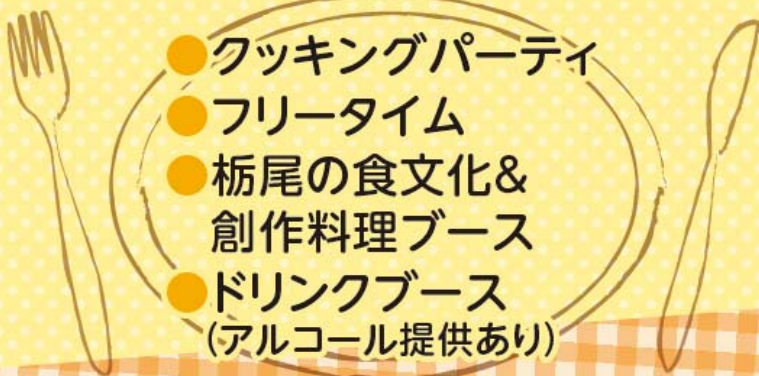 ●クッキングパーティ
●フリータイム
●栃尾の食文化&
創作料理ブース
●ドリンクブース
(アルコール提供あり)